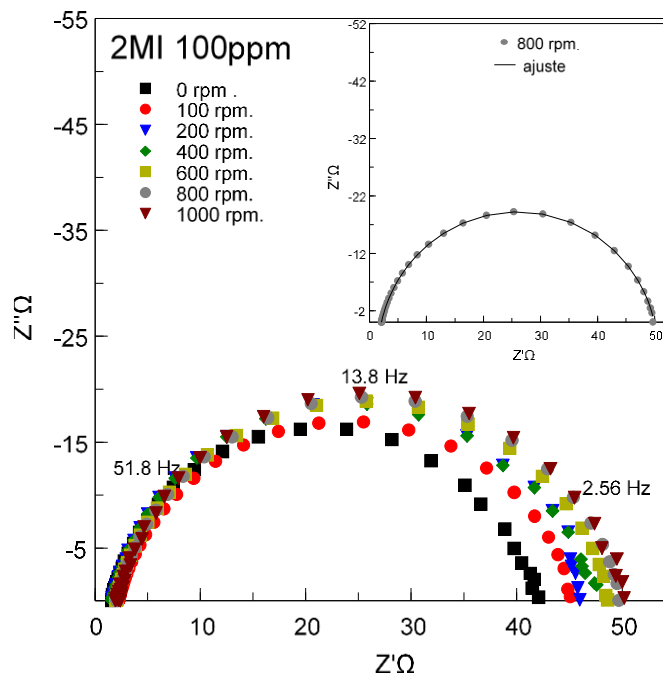 2MI 100ppm
0 rpm .
100 rpm.
200 rpm.
400 rpm.
600 rpm.
800 rpm.
1000 rpm.
-55
-45
-35
-25
-15
-5
Z''Ω
0
10
20
30
40
50
Z'Ω
51.8 Hz
13.8 Hz
2.56 Hz
800 rpm.
ajuste
-52
-42
-32
-22
-12
-2
Z''Ω
0
10
20
30
40
50
Z'Ω